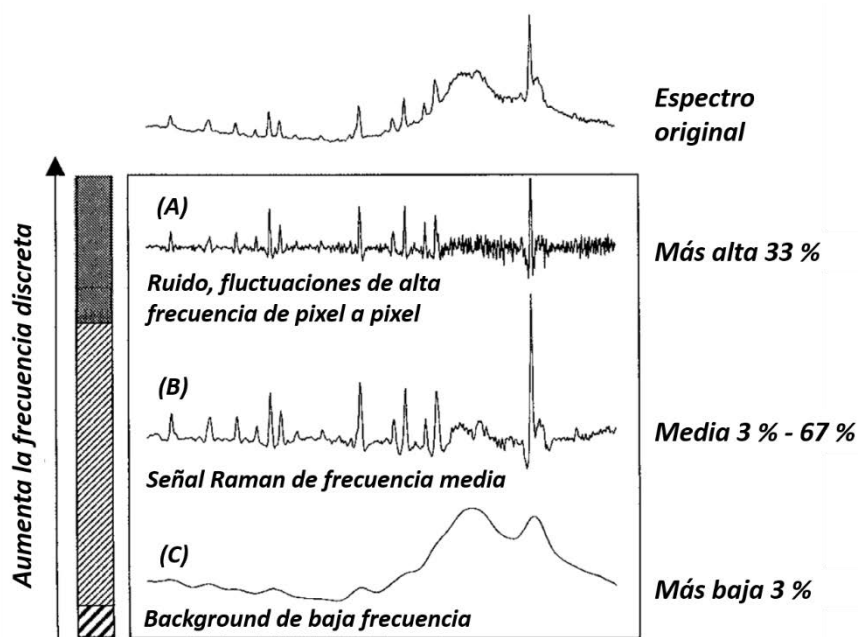 Espectro
original
Aumenta la frecuencia discreta
(A)
Ruido, fluctuaciones de alta
frecuencia de pixel a pixel
Más alta 33 %
(B)
Señal Raman de frecuencia media
Media 3 % - 67 %
(C)
Background de baja frecuencia
Más baja 3 %